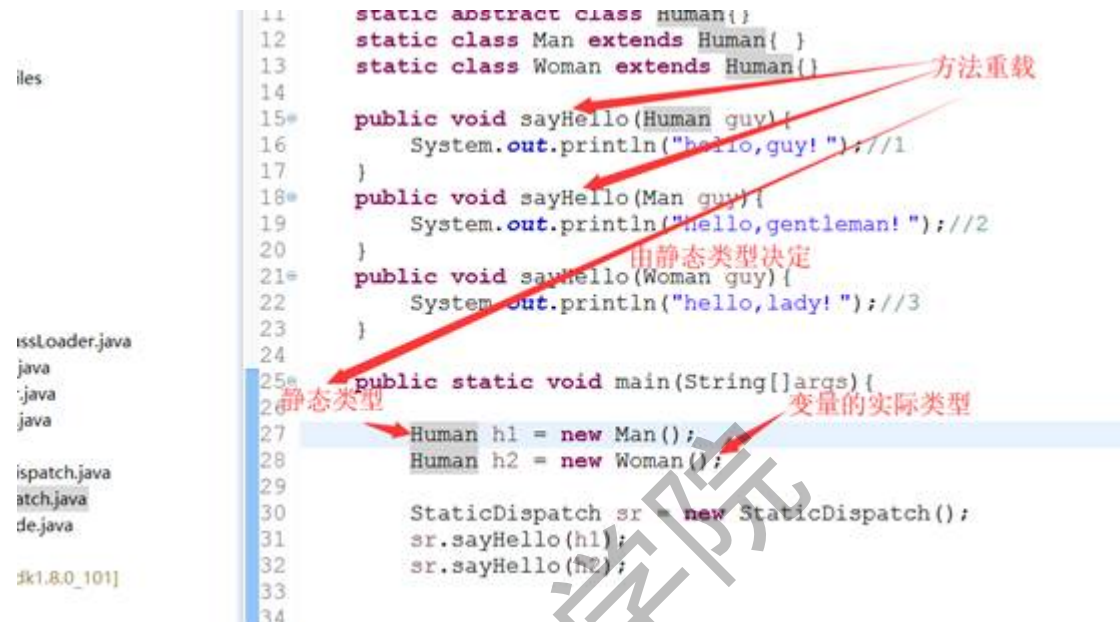 11 static abstract class Human{}
12 static class Man extends Human{ }
13 static class Woman extends Human{}
方法重载
iles
14
15 public void sayHello(Human guy){
16 System.out.println("hello,guy!");//1
17 }
18 public void sayHello(Man guy){
19 System.out.println("hello,gentleman!");//2
20 }
由静态类型决定
21 public void sayHello(Woman guy){
22 System.out.println("hello,lady!");//3
23 }
assLoader.java
24
java
25 public static void main(String[]args){
r.java
26
静态类型
变量的实际类型
java
27 Human h1 = new Man();
28 Human h2 = new Woman();
ispatch.java
29
atch.java
30 StaticDispatch sr = new StaticDispatch();
de.java
31 sr.sayHello(h1);
32 sr.sayHello(h2);
dk1.8.0_101]
33
34
学院